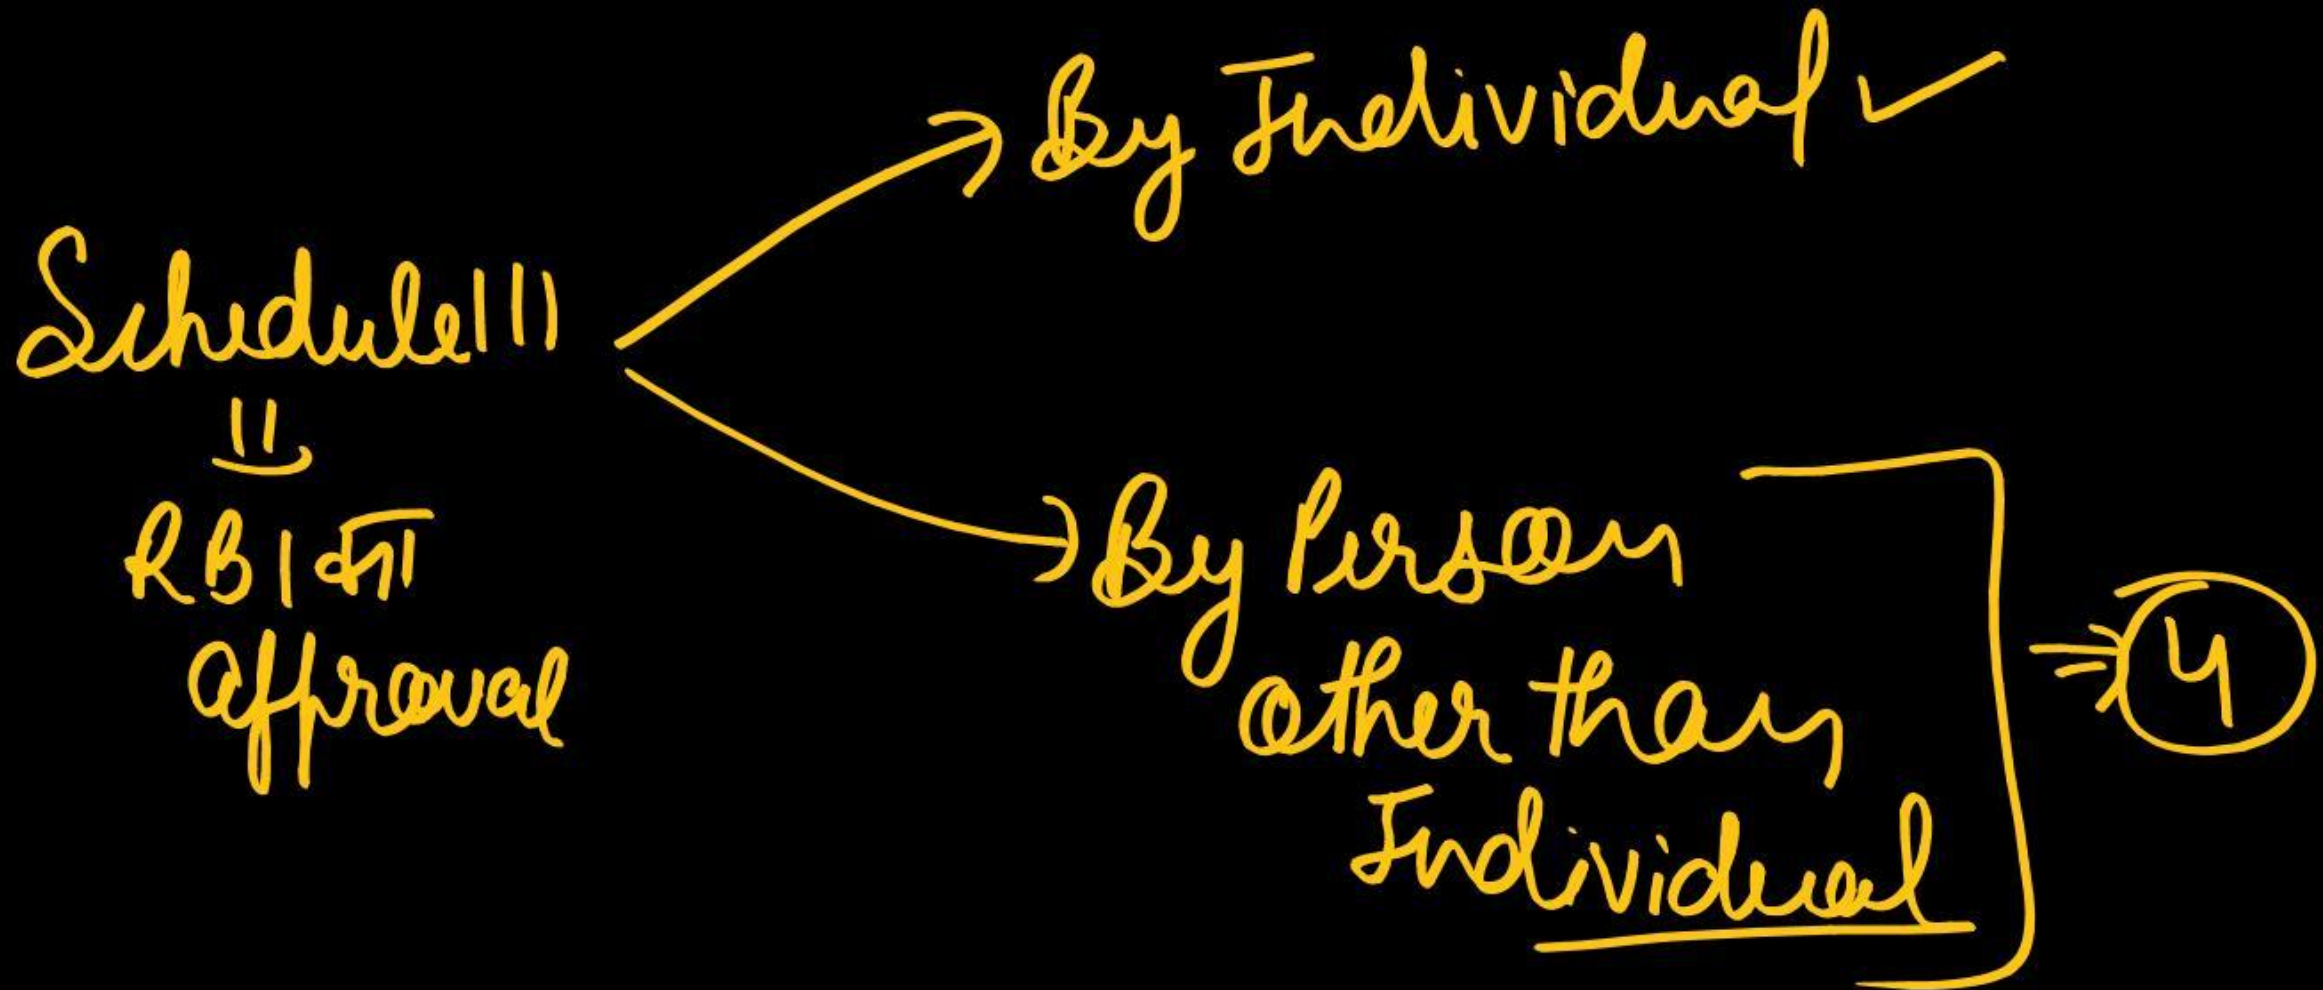 By Individual
Schedule III
RBI का
approval
By Person
other than
Individual
4